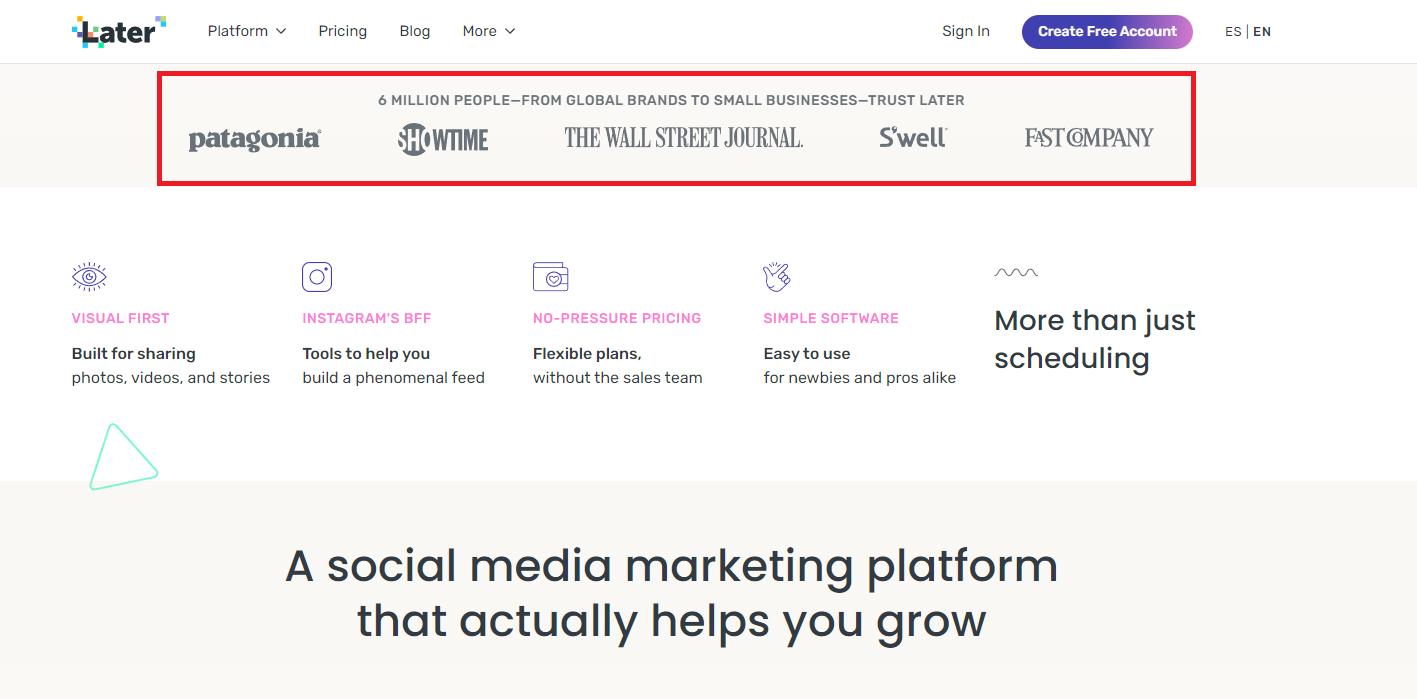 Later
Platform
Pricing
Blog
More
Sign In
Create Free Account
ES | EN
6 MILLION PEOPLE—FROM GLOBAL BRANDS TO SMALL BUSINESSES—TRUST LATER
patagonia®
SHOWTIME
THE WALL STREET JOURNAL.
S'well
FAST COMPANY
VISUAL FIRST
Built for sharing
photos, videos, and stories
INSTAGRAM'S BFF
Tools to help you
build a phenomenal feed
NO-PRESSURE PRICING
Flexible plans,
without the sales team
SIMPLE SOFTWARE
Easy to use
for newbies and pros alike
More than just
scheduling
A social media marketing platform
that actually helps you grow